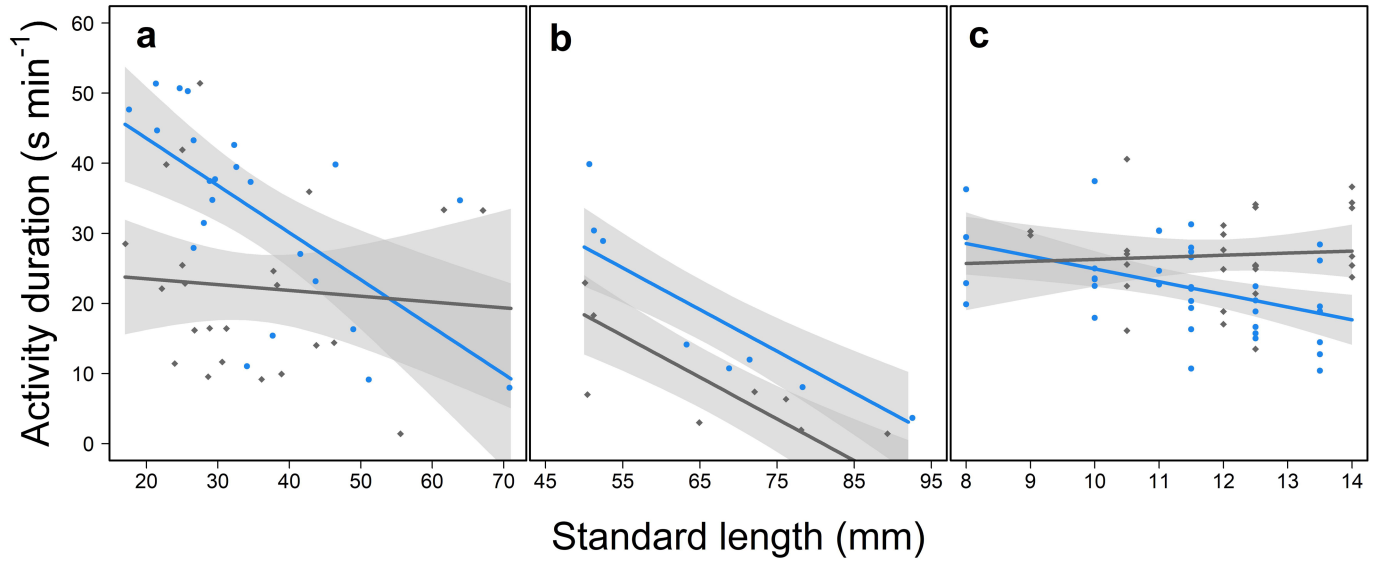 Activity duration (s min⁻¹)
60
50
40
30
20
10
0
a
b
c
20 30 40 50 60 70
45 55 65 75 85 95
8 9 10 11 12 13 14
Standard length (mm)